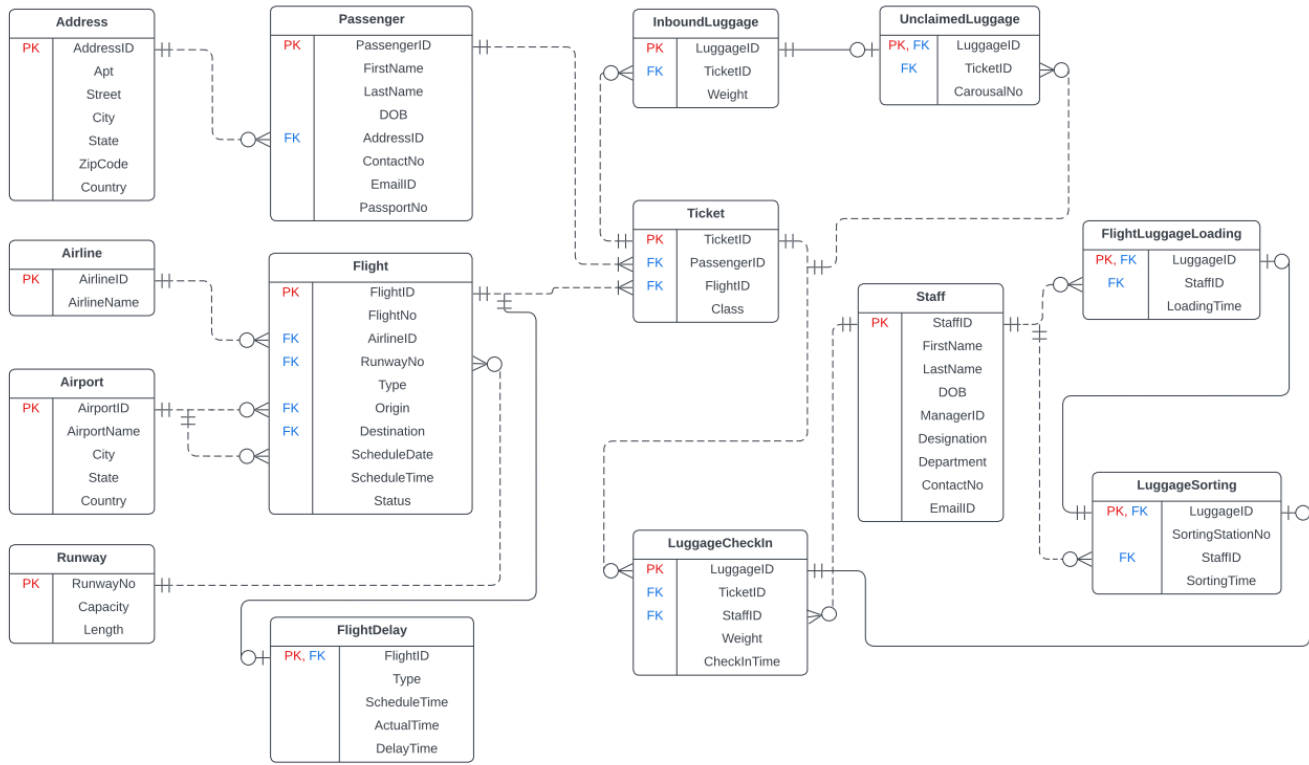 Address
PK AddressID
Apt
Street
City
State
ZipCode
Country
Passenger
PK PassengerID
FirstName
LastName
DOB
FK AddressID
ContactNo
EmailID
PassportNo
InboundLuggage
PK LuggageID
FK TicketID
Weight
UnclaimedLuggage
PK, FK LuggageID
FK TicketID
CarousalNo
Airline
PK AirlineID
AirlineName
Flight
PK FlightID
FlightNo
FK AirlineID
FK RunwayNo
Type
FK Origin
FK Destination
ScheduleDate
ScheduleTime
Status
Ticket
PK TicketID
FK PassengerID
FK FlightID
Class
Staff
PK StaffID
FirstName
LastName
DOB
ManagerID
Designation
Department
ContactNo
EmailID
FlightLuggageLoading
PK, FK LuggageID
FK StaffID
LoadingTime
Airport
PK AirportID
AirportName
City
State
Country
Runway
PK RunwayNo
Capacity
Length
FlightDelay
PK, FK FlightID
Type
ScheduleTime
ActualTime
DelayTime
LuggageCheckIn
PK LuggageID
FK TicketID
FK StaffID
Weight
CheckInTime
LuggageSorting
PK, FK LuggageID
SortingStationNo
FK StaffID
SortingTime